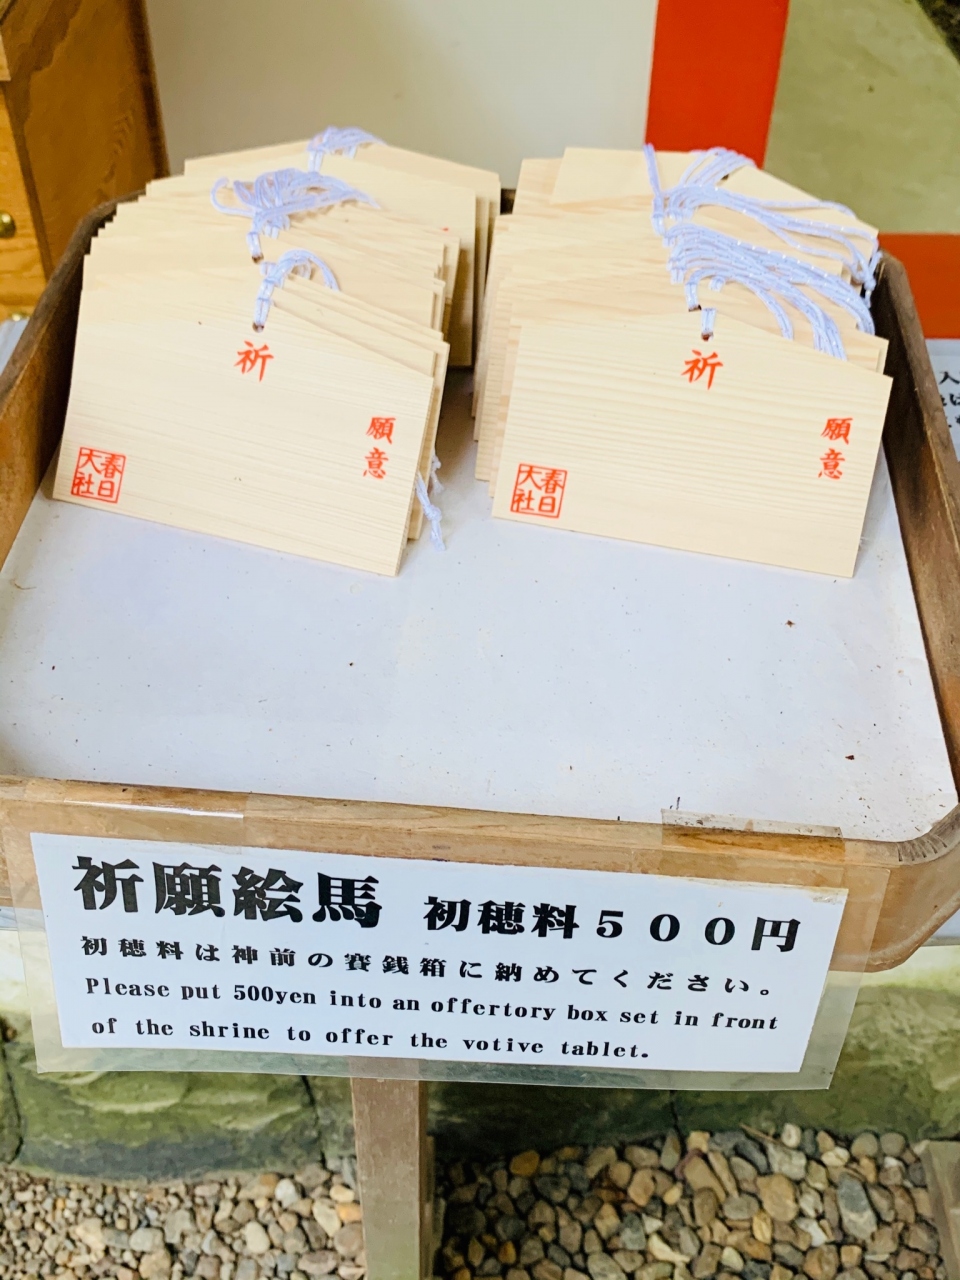 祈
願意
春日
大社
祈
願意
春日
大社
祈願絵馬 初穂料５００円
初穂料は神前の賽銭箱に納めてください。
Please put 500yen into an offertory box set in front
of the shrine to offer the votive tablet.